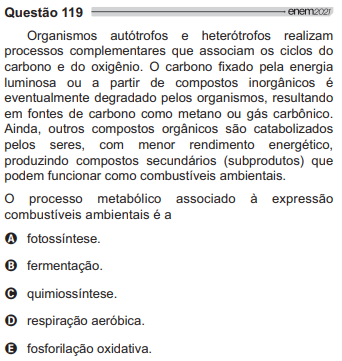 Questão 119 enem2021
Organismos autótrofos e heterótrofos realizam
processos complementares que associam os ciclos do
carbono e do oxigênio. O carbono fixado pela energia
luminosa ou a partir de compostos inorgânicos é
eventualmente degradado pelos organismos, resultando
em fontes de carbono como metano ou gás carbônico.
Ainda, outros compostos orgânicos são catabolizados
pelos seres, com menor rendimento energético,
produzindo compostos secundários (subprodutos) que
podem funcionar como combustíveis ambientais.
O processo metabólico associado à expressão
combustíveis ambientais é a
A fotossíntese.
B fermentação.
C quimiossíntese.
D respiração aeróbica.
E fosforilação oxidativa.